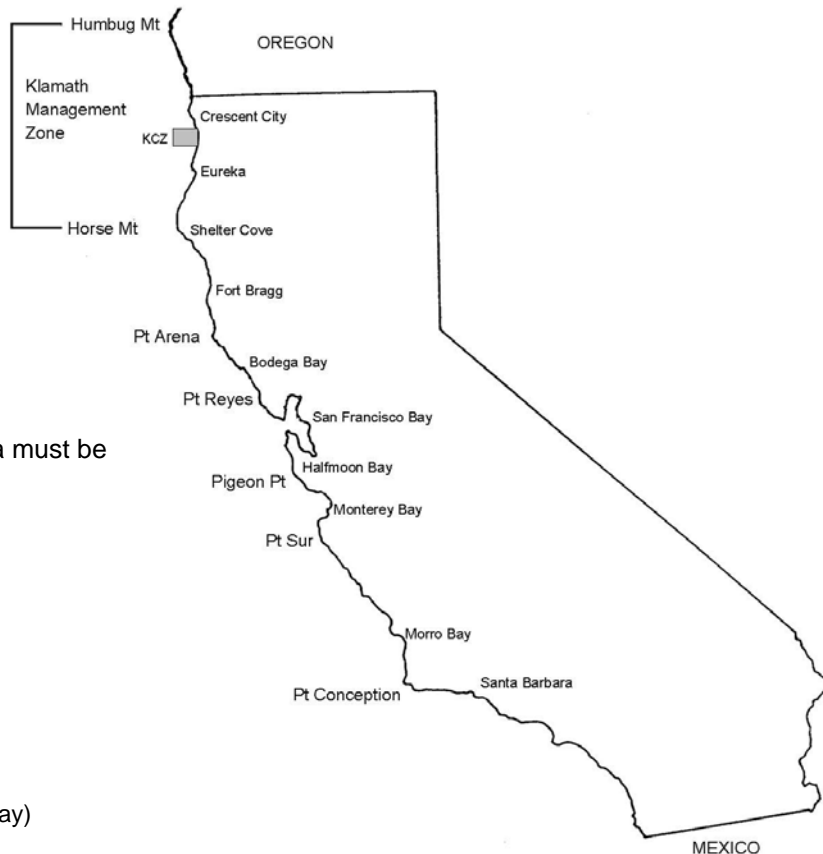 Humbug Mt
OREGON
Klamath
Management
Zone
Crescent City
KCZ
Eureka
Horse Mt
Shelter Cove
Fort Bragg
Pt Arena
Bodega Bay
Pt Reyes
San Francisco Bay
a must be
Halfmoon Bay
Pigeon Pt
Monterey Bay
Pt Sur
Morro Bay
Santa Barbara
Pt Conception
ay)
MEXICO